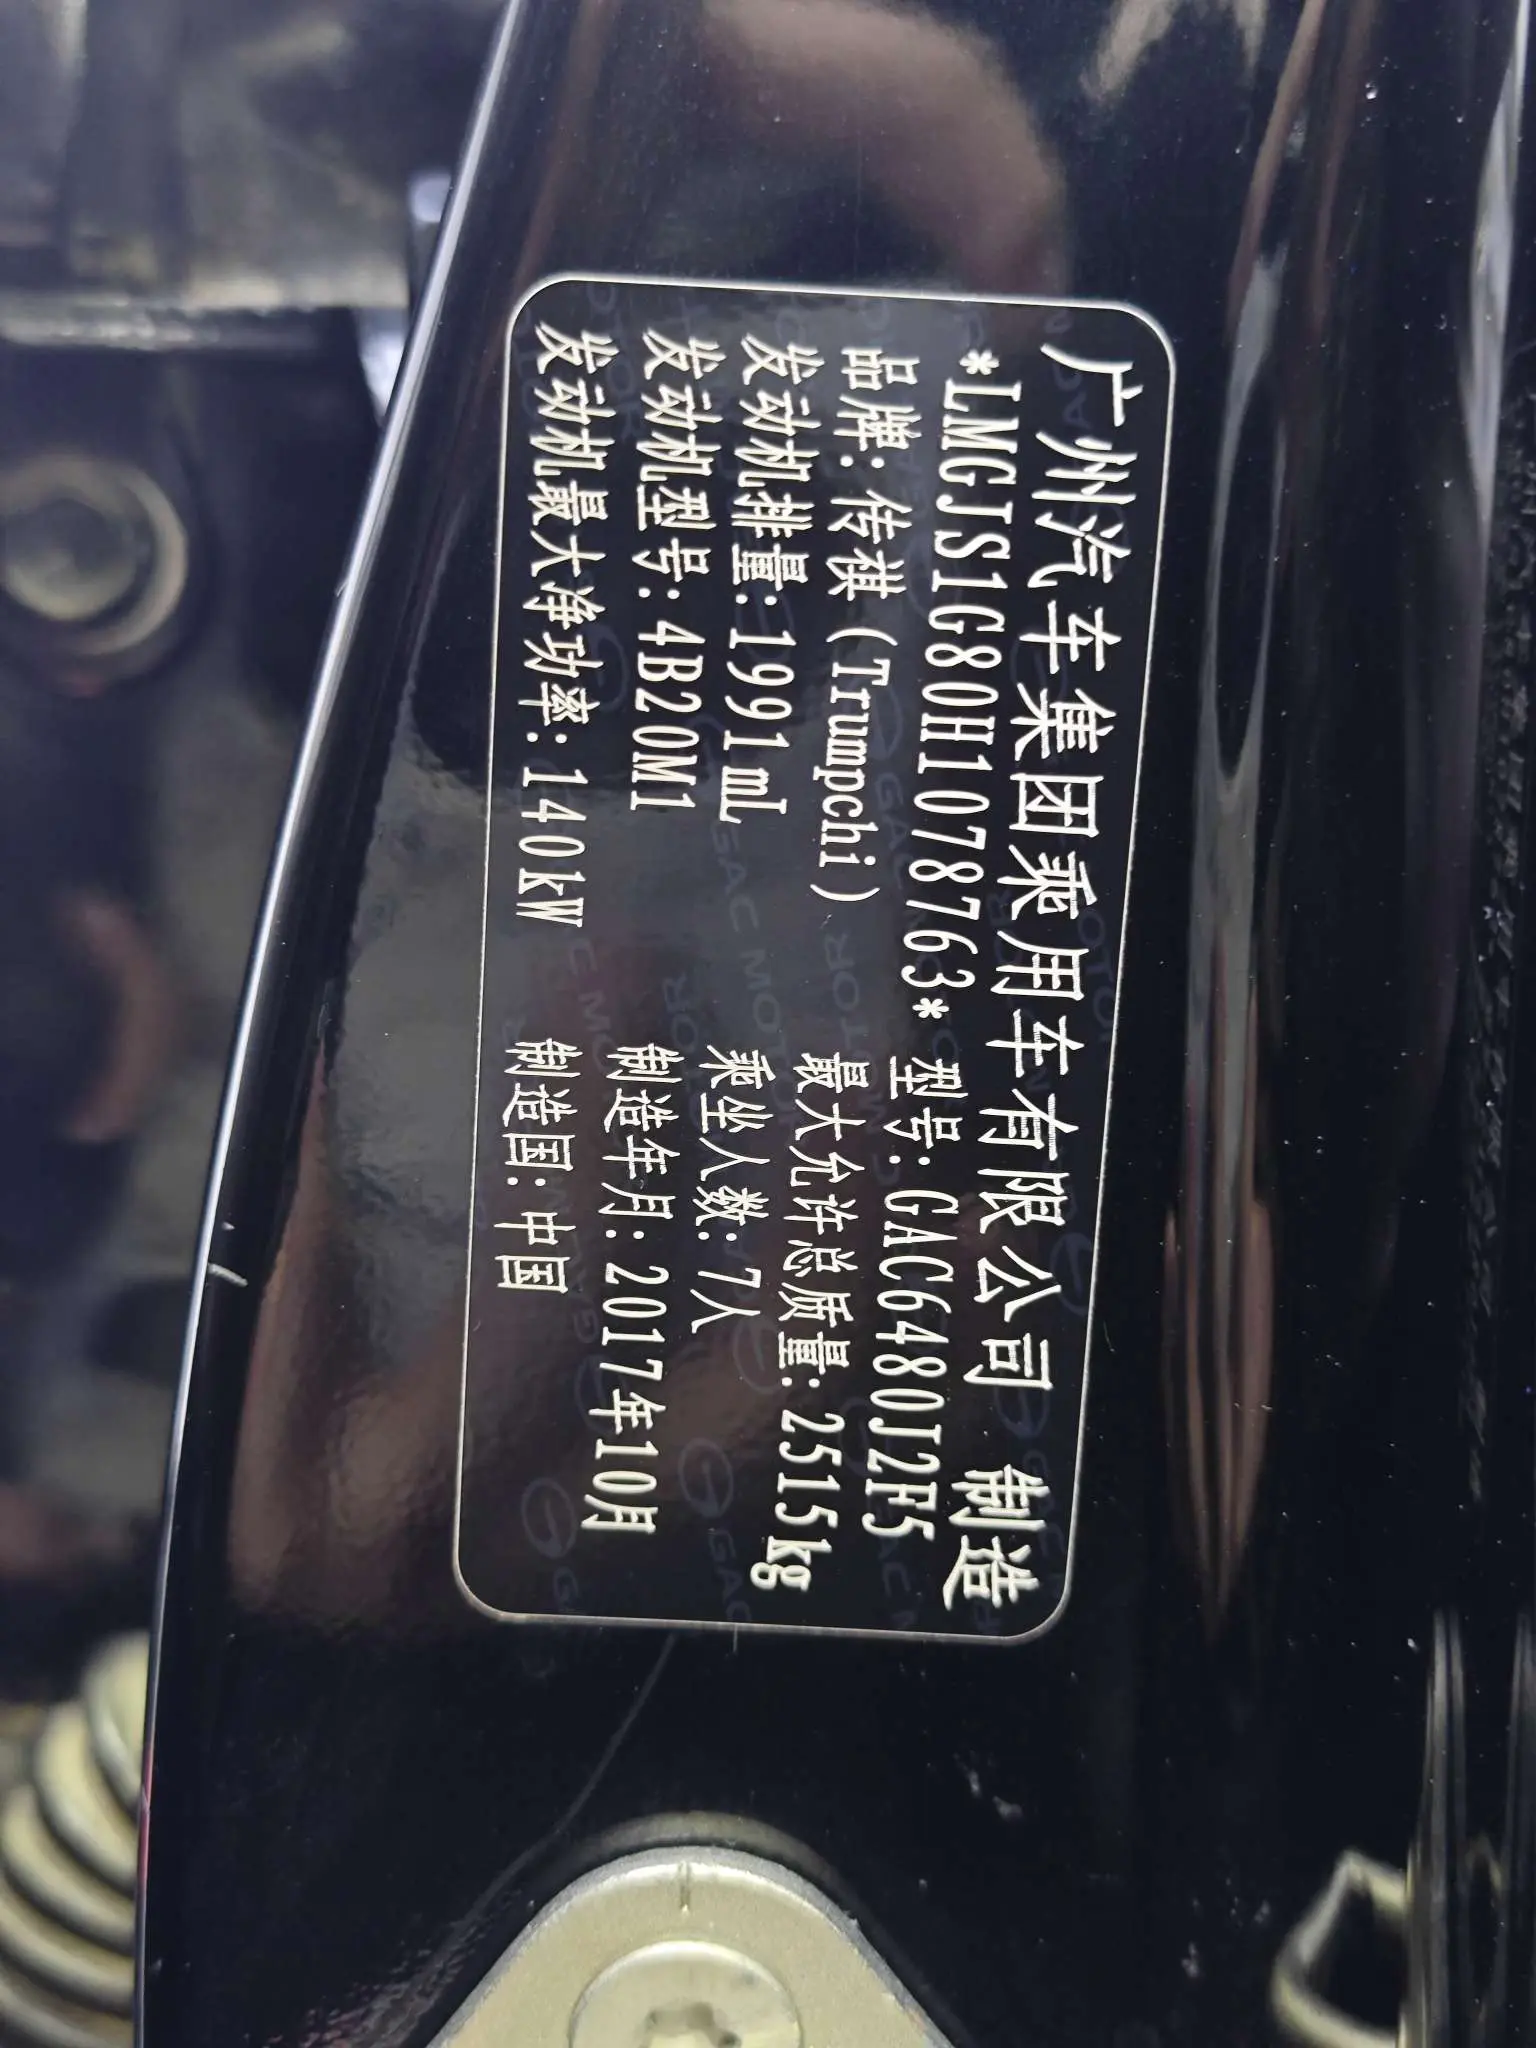 广州汽车集团乘用车有限公司 制造
*LMGJS1G80H1078763* 型号:GAC6480J2F5
品牌:传祺(Trumpchi) 最大允许总质量:2515kg
发动机排量:1991mL 乘坐人数:7人
发动机型号:4B20M1 制造年月:2017年10月
发动机最大净功率:140kW 制造国:中国
GAC MOTOR